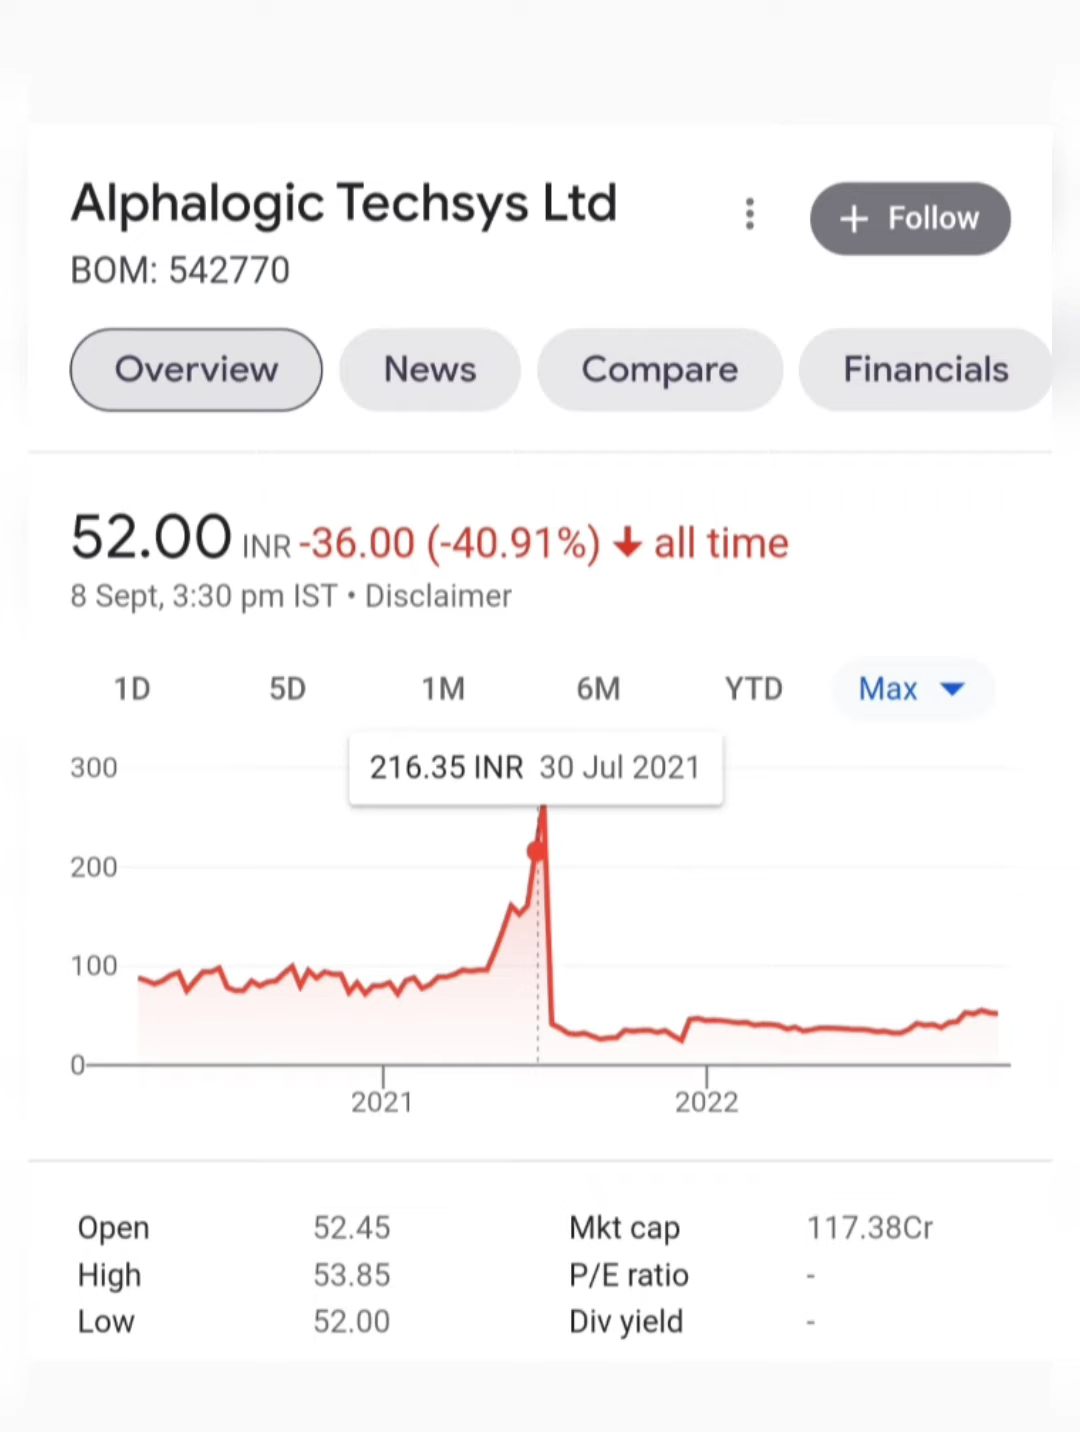 Alphalogic Techsys Ltd
+ Follow
BOM: 542770
Overview News Compare Financials
52.00 INR -36.00 (-40.91%) ↓ all time
8 Sept, 3:30 pm IST • Disclaimer
1D 5D 1M 6M YTD Max
216.35 INR 30 Jul 2021
300
200
100
0
2021 2022
Open 52.45 Mkt cap 117.38Cr
High 53.85 P/E ratio -
Low 52.00 Div yield -